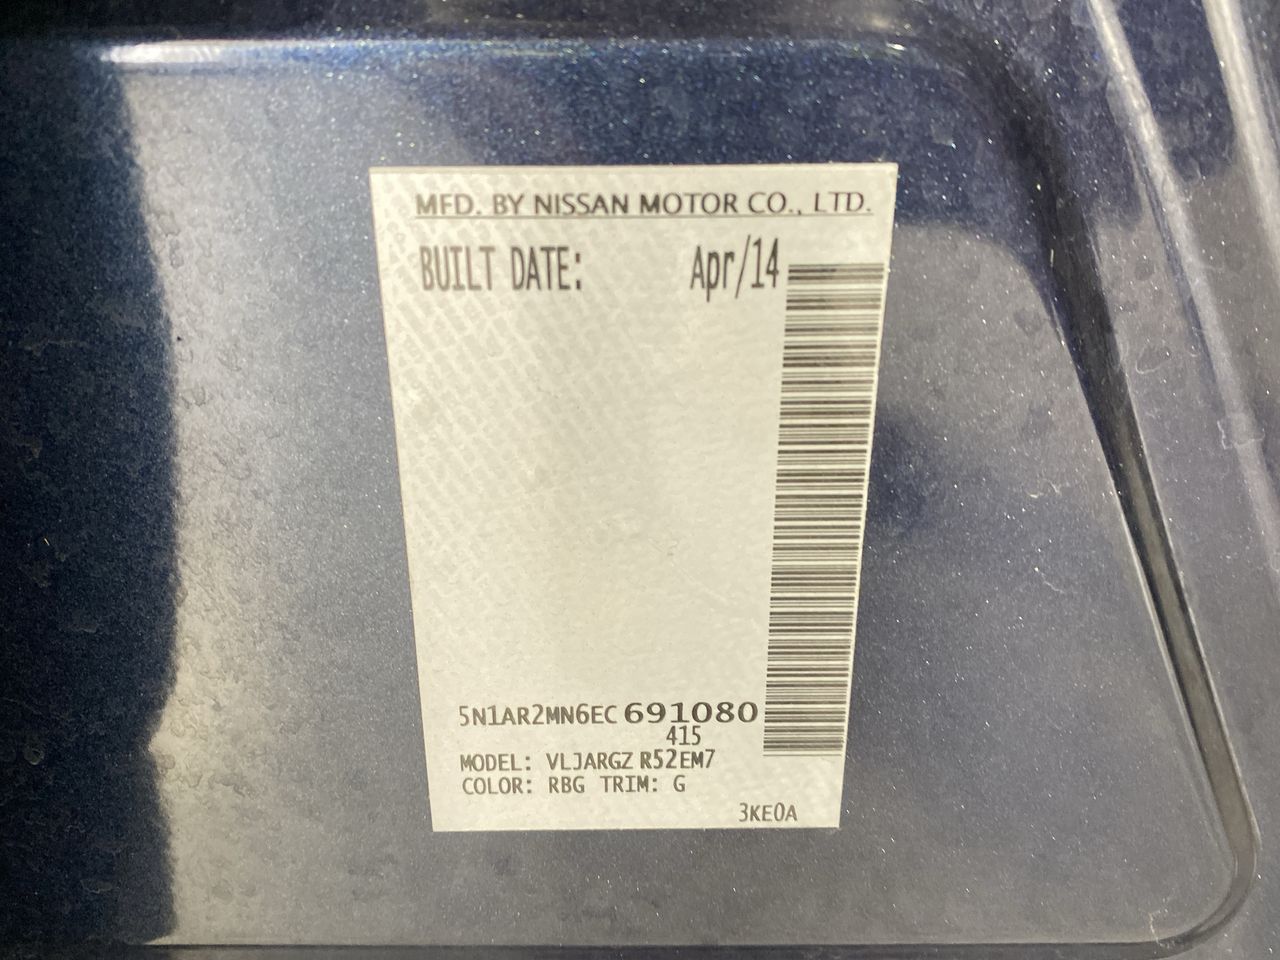 MFD. BY NISSAN MOTOR CO., LTD.
BUILT DATE: Apr/14
5N1AR2MN6EC691080
415
MODEL: VLJARGZ R52EM7
COLOR: RBG TRIM: G
3KE0A